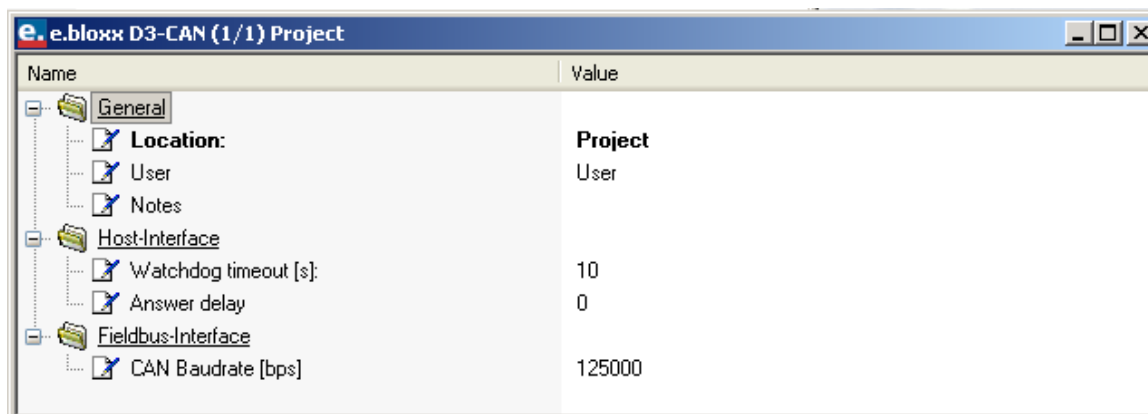 e. e.bloxx D3-CAN (1/1) Project
Name Value
General
Location: Project
User User
Notes
Host-Interface
Watchdog timeout [s]: 10
Answer delay 0
Fieldbus-Interface
CAN Baudrate [bps] 125000